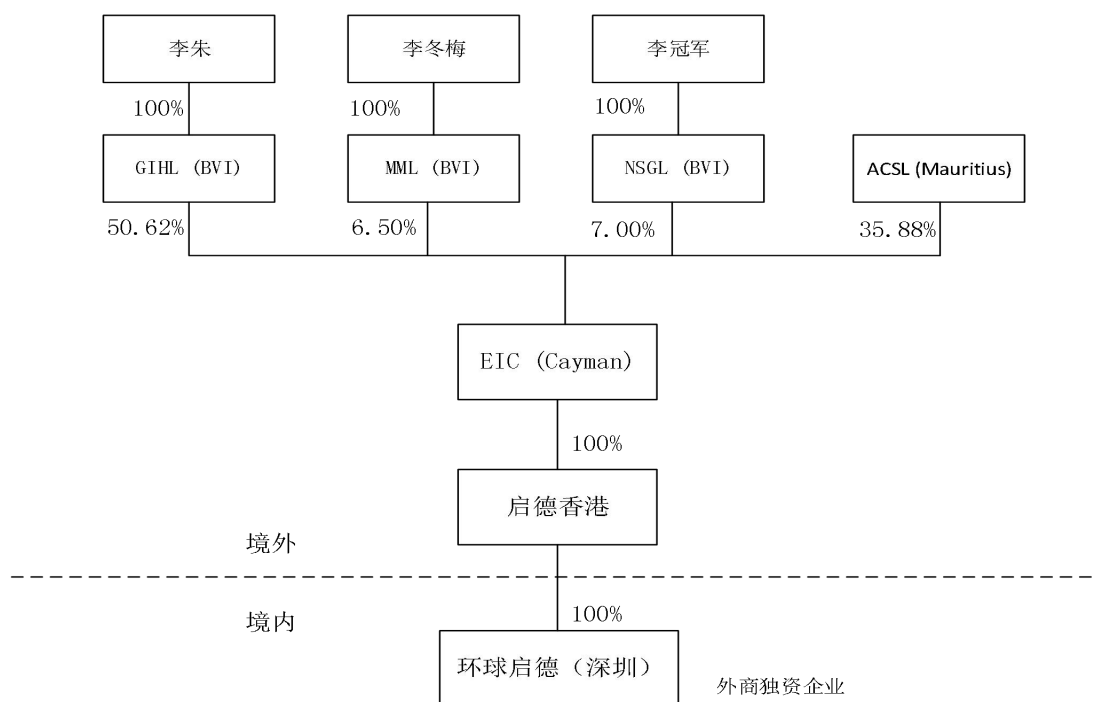 李朱
李冬梅
李冠军
100%
100%
100%
GIHL (BVI)
MML (BVI)
NSGL (BVI)
ACSL (Mauritius)
50.62%
6.50%
7.00%
35.88%
EIC (Cayman)
100%
启德香港
境外
境内
100%
环球启德（深圳）
外商独资企业